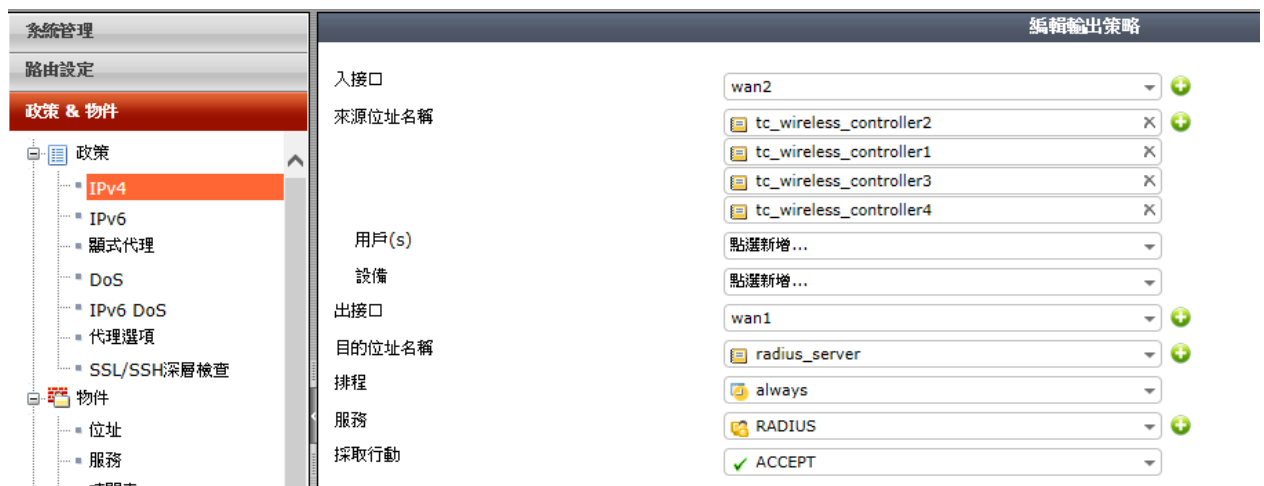 系統管理
路由設定
政策 & 物件
政策
IPv4
IPv6
顯式代理
DoS
IPv6 DoS
代理選項
SSL/SSH深層檢查
物件
位址
服務
編輯輸出策略
入接口 wan2
來源位址名稱 tc_wireless_controller2
tc_wireless_controller1
tc_wireless_controller3
tc_wireless_controller4
用戶(s) 點選新增...
設備 點選新增...
出接口 wan1
目的位址名稱 radius_server
排程 always
服務 RADIUS
採取行動 ACCEPT